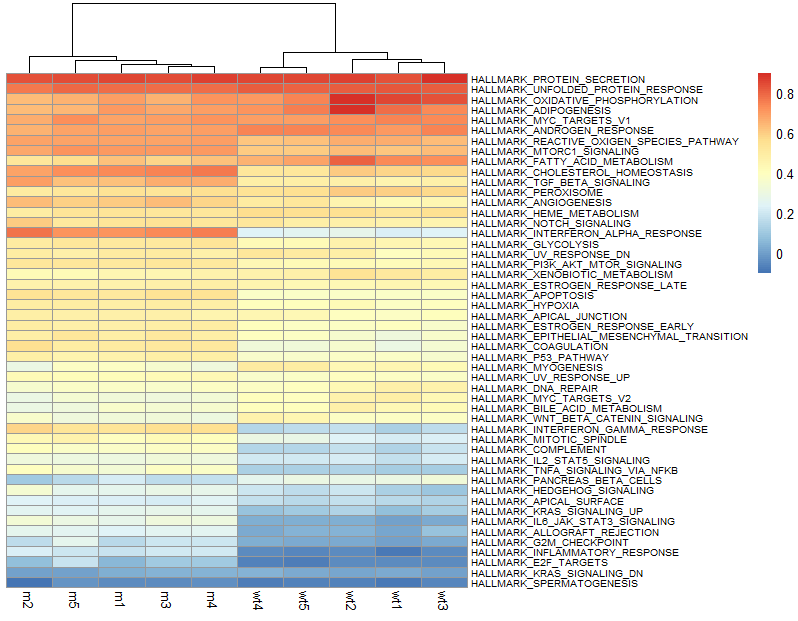 HALLMARK_PROTEIN_SECRETION
HALLMARK_UNFOLDED_PROTEIN_RESPONSE
HALLMARK_OXIDATIVE_PHOSPHORYLATION
HALLMARK_ADIPOGENESIS
HALLMARK_MYC_TARGETS_V1
HALLMARK_ANDROGEN_RESPONSE
HALLMARK_REACTIVE_OXIGEN_SPECIES_PATHWAY
HALLMARK_MTORC1_SIGNALING
HALLMARK_FATTY_ACID_METABOLISM
HALLMARK_CHOLESTEROL_HOMEOSTASIS
HALLMARK_TGF_BETA_SIGNALING
HALLMARK_PEROXISOME
HALLMARK_ANGIOGENESIS
HALLMARK_HEME_METABOLISM
HALLMARK_NOTCH_SIGNALING
HALLMARK_INTERFERON_ALPHA_RESPONSE
HALLMARK_GLYCOLYSIS
HALLMARK_UV_RESPONSE_DN
HALLMARK_PI3K_AKT_MTOR_SIGNALING
HALLMARK_XENOBIOTIC_METABOLISM
HALLMARK_ESTROGEN_RESPONSE_LATE
HALLMARK_APOPTOSIS
HALLMARK_HYPOXIA
HALLMARK_APICAL_JUNCTION
HALLMARK_ESTROGEN_RESPONSE_EARLY
HALLMARK_EPITHELIAL_MESENCHYMAL_TRANSITION
HALLMARK_COAGULATION
HALLMARK_P53_PATHWAY
HALLMARK_MYOGENESIS
HALLMARK_UV_RESPONSE_UP
HALLMARK_DNA_REPAIR
HALLMARK_MYC_TARGETS_V2
HALLMARK_BILE_ACID_METABOLISM
HALLMARK_WNT_BETA_CATENIN_SIGNALING
HALLMARK_INTERFERON_GAMMA_RESPONSE
HALLMARK_MITOTIC_SPINDLE
HALLMARK_COMPLEMENT
HALLMARK_IL2_STAT5_SIGNALING
HALLMARK_TNFA_SIGNALING_VIA_NFKB
HALLMARK_PANCREAS_BETA_CELLS
HALLMARK_HEDGEHOG_SIGNALING
HALLMARK_APICAL_SURFACE
HALLMARK_KRAS_SIGNALING_UP
HALLMARK_IL6_JAK_STAT3_SIGNALING
HALLMARK_ALLOGRAFT_REJECTION
HALLMARK_G2M_CHECKPOINT
HALLMARK_INFLAMMATORY_RESPONSE
HALLMARK_E2F_TARGETS
HALLMARK_KRAS_SIGNALING_DN
HALLMARK_SPERMATOGENESIS
m2 m5 m1 m3 m4 wt4 wt5 wt2 wt1 wt3
0.8
0.6
0.4
0.2
0